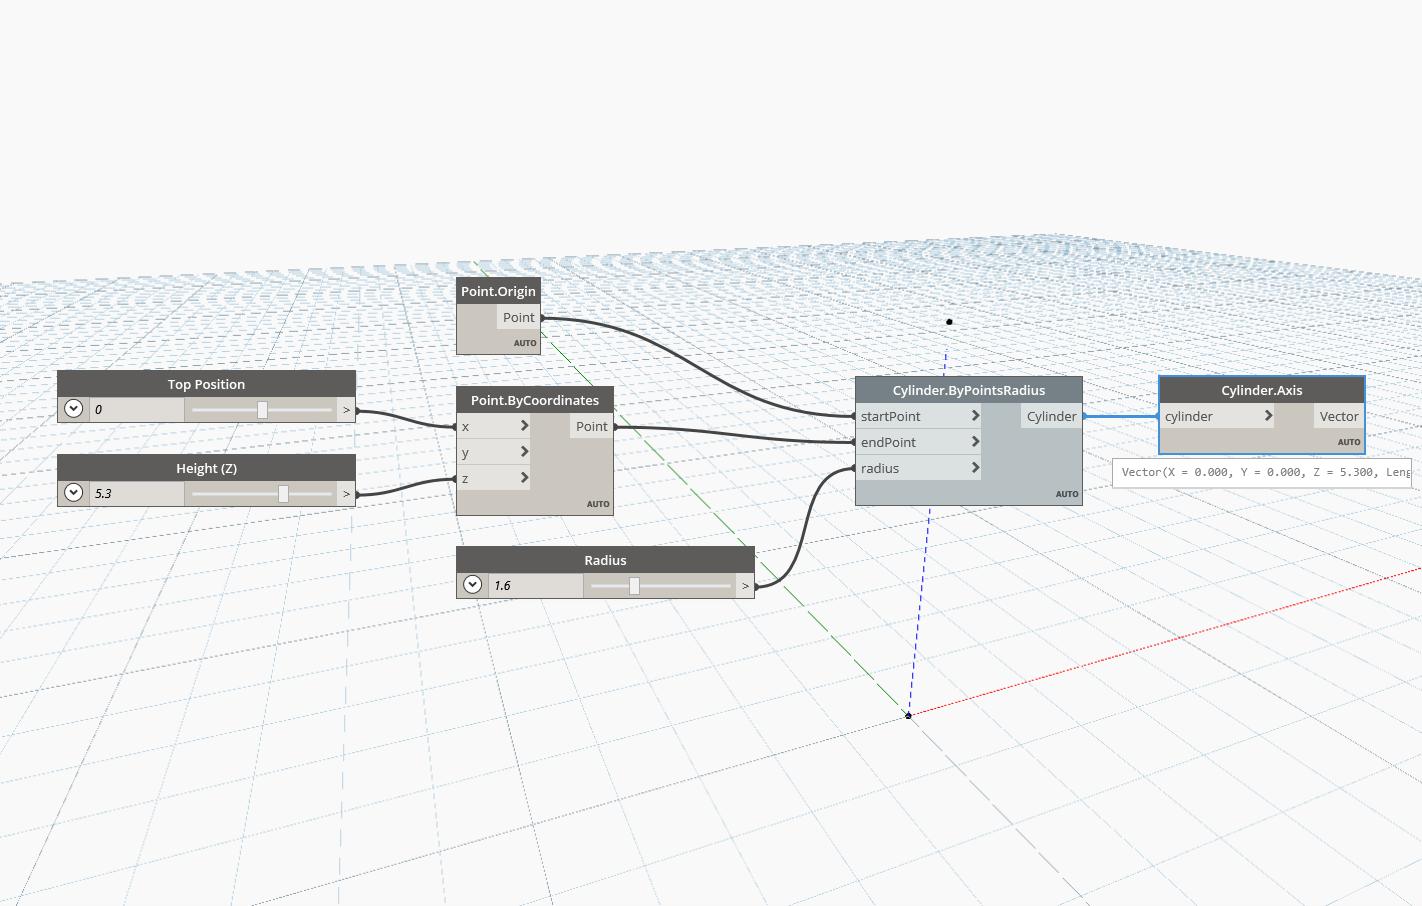 Point.Origin
Point
AUTO
Top Position
0
>
Height (Z)
5.3
>
Point.ByCoordinates
x
Point
y
z
AUTO
Radius
1.6
>
Cylinder.ByPointsRadius
startPoint
Cylinder
endPoint
radius
AUTO
Cylinder.Axis
cylinder
Vector
AUTO
Vector(X = 0.000, Y = 0.000, Z = 5.300, Leng